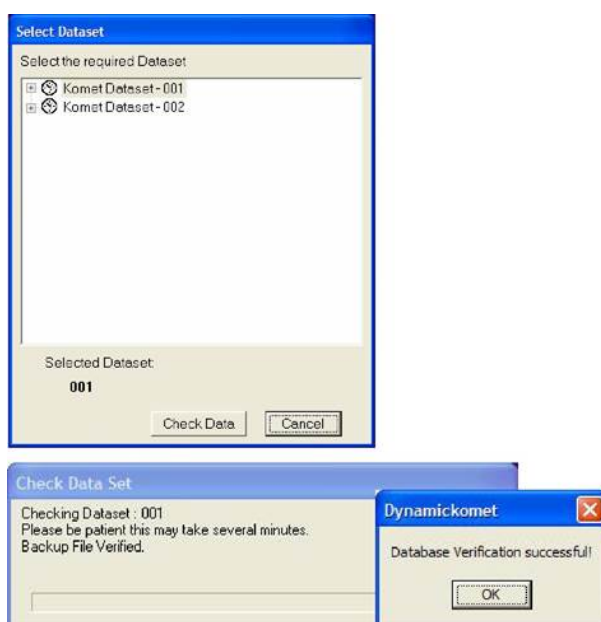 Select Dataset
Select the required Dataset
Komet Dataset - 001
Komet Dataset - 002
Selected Dataset:
001
Check Data
Cancel
Check Data Set
Checking Dataset : 001
Please be patient this may take several minutes.
Backup File Verified.
Dynamickomet
Database Verification successful!
OK